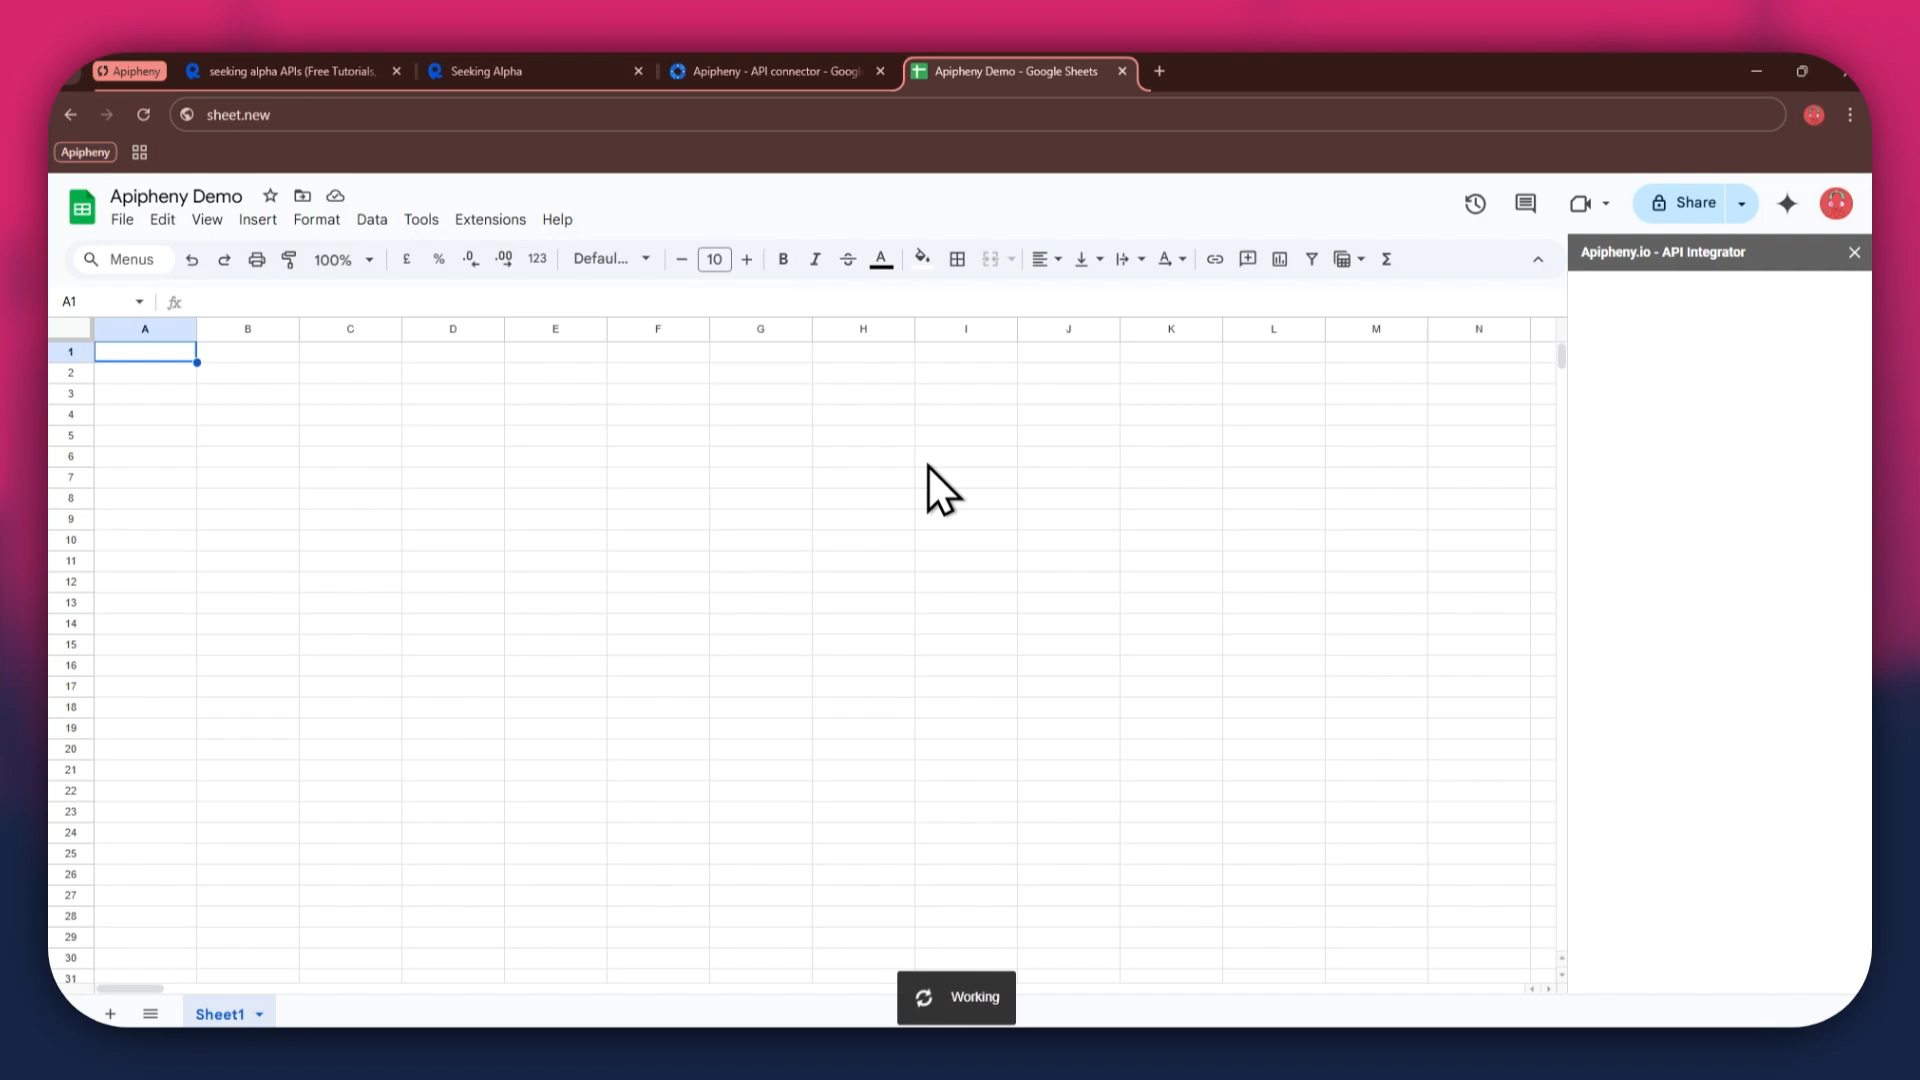 Apipheny
seeking alpha APIs (Free Tutorials,
Seeking Alpha
Apipheny - API connector - Googl
Apipheny Demo - Google Sheets
sheet.new
Apipheny
Apipheny Demo
File Edit View Insert Format Data Tools Extensions Help
Share
Menus
100%
£ % .0 .00 123
Defaul...
10
B I S A
Apipheny.io - API Integrator
A1
fx
A B C D E F G H I J K L M N
1
2
3
4
5
6
7
8
9
10
11
12
13
14
15
16
17
18
19
20
21
22
23
24
25
26
27
28
29
30
31
Working
Sheet1